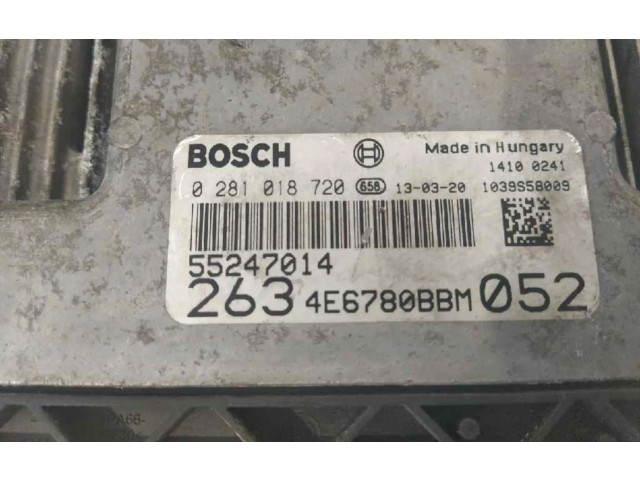 BOSCH
Made in Hungary
1410 0241
0 281 018 720 658 13-03-20 1039S58009
55247014
263 4E6780BBM 052
PA66-